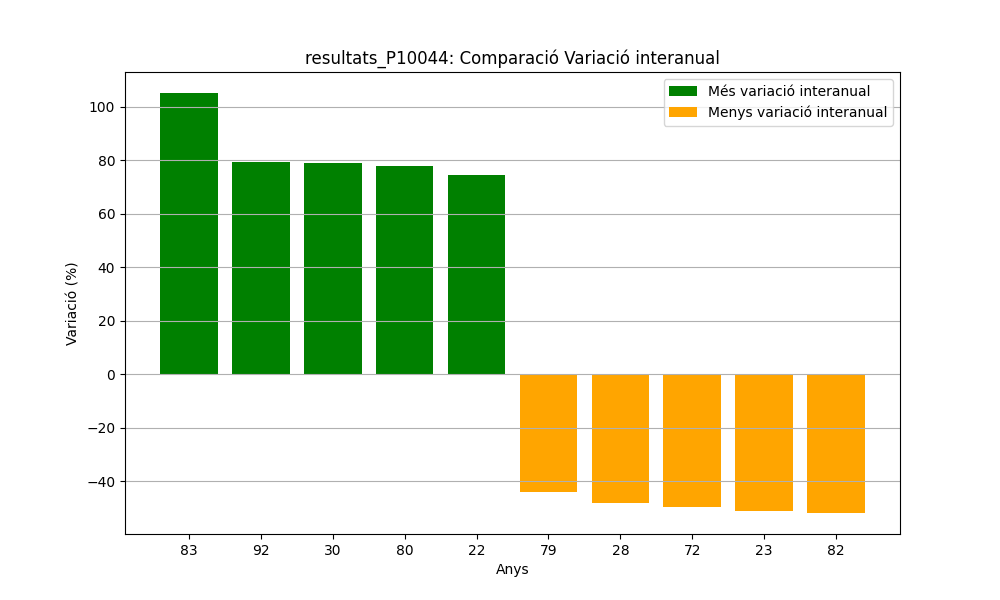 resultats_P10044: Comparació Variació interanual
Més variació interanual
Menys variació interanual
Variació (%)
100
80
60
40
20
0
−20
−40
83 92 30 80 22 79 28 72 23 82
Anys